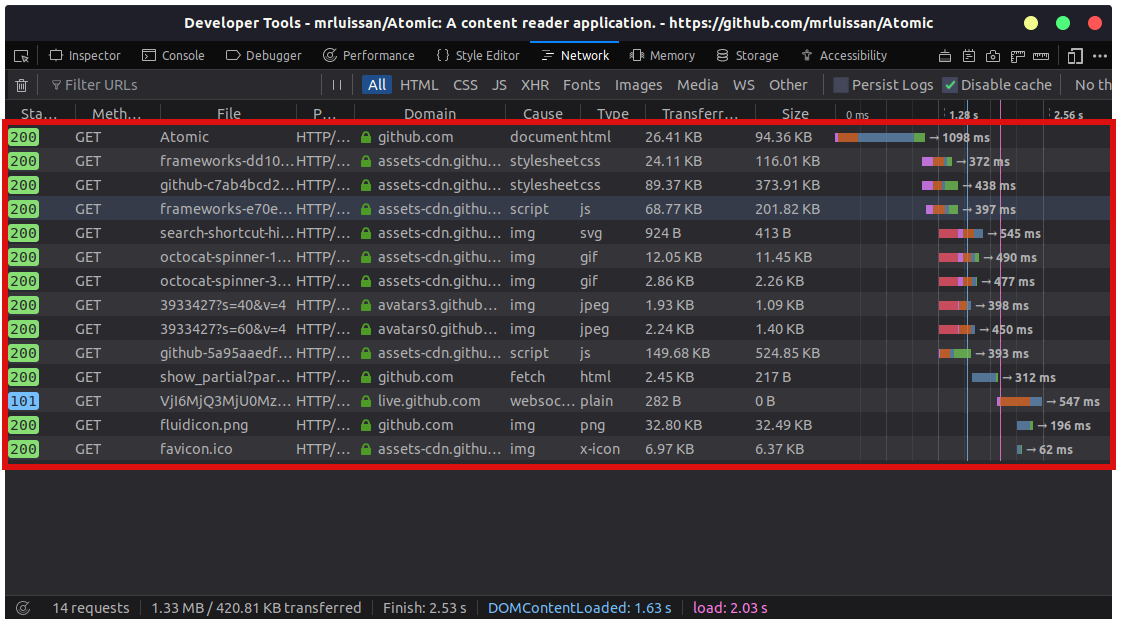 Developer Tools - mrluissan/Atomic: A content reader application. - https://github.com/mrluissan/Atomic
Inspector Console Debugger Performance {} Style Editor Network Memory Storage Accessibility
Filter URLs All HTML CSS JS XHR Fonts Images Media WS Other Persist Logs Disable cache No th
Sta… Meth… File P… Domain Cause Type Transferr… Size 0 ms 1.28 s 2.56 s
200 GET Atomic HTTP/… github.com document html 26.41 KB 94.36 KB → 1098 ms
200 GET frameworks-dd10… HTTP/… assets-cdn.githu… stylesheet css 24.11 KB 116.01 KB → 372 ms
200 GET github-c7ab4bcd2… HTTP/… assets-cdn.githu… stylesheet css 89.37 KB 373.91 KB → 438 ms
200 GET frameworks-e70e… HTTP/… assets-cdn.githu… script js 68.77 KB 201.82 KB → 397 ms
200 GET search-shortcut-hi… HTTP/… assets-cdn.githu… img svg 924 B 413 B → 545 ms
200 GET octocat-spinner-1… HTTP/… assets-cdn.githu… img gif 12.05 KB 11.45 KB → 490 ms
200 GET octocat-spinner-3… HTTP/… assets-cdn.githu… img gif 2.86 KB 2.26 KB → 477 ms
200 GET 3933427?s=40&v=4 HTTP/… avatars3.github… img jpeg 1.93 KB 1.09 KB → 398 ms
200 GET 3933427?s=60&v=4 HTTP/… avatars0.github… img jpeg 2.24 KB 1.40 KB → 450 ms
200 GET github-5a95aaedf… HTTP/… assets-cdn.githu… script js 149.68 KB 524.85 KB → 393 ms
200 GET show_partial?par… HTTP/… github.com fetch html 2.45 KB 217 B → 312 ms
101 GET VjI6MjQ3MjU0Mz… HTTP/… live.github.com websoc… plain 282 B 0 B → 547 ms
200 GET fluidicon.png HTTP/… github.com img png 32.80 KB 32.49 KB → 196 ms
200 GET favicon.ico HTTP/… assets-cdn.githu… img x-icon 6.97 KB 6.37 KB → 62 ms
14 requests 1.33 MB / 420.81 KB transferred Finish: 2.53 s DOMContentLoaded: 1.63 s load: 2.03 s